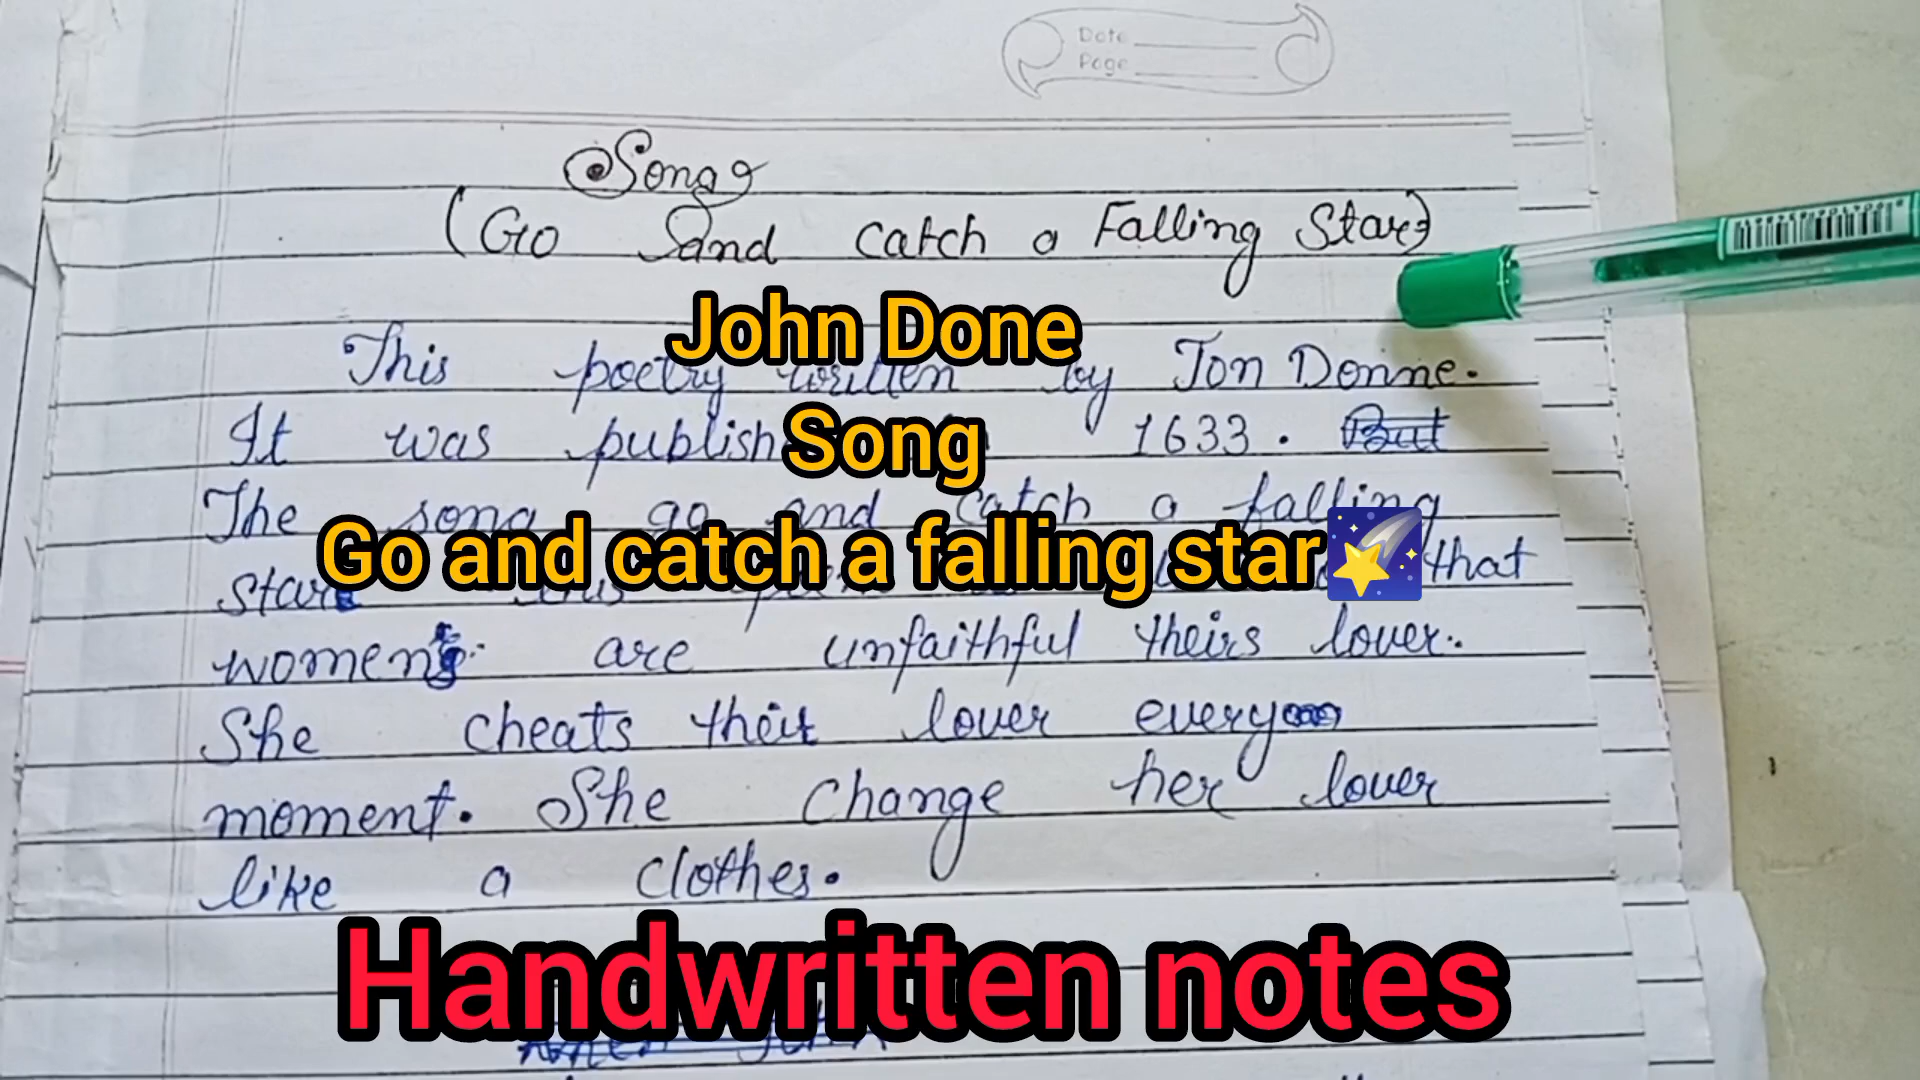 Date
Page
Song
(Go and catch a Falling Star)
John Done
This poetry written by Jon Donne.
Song
It was publish 1633. But
The song go and catch a falling
Go and catch a falling star🌠
star that
women's are unfaithful theirs lover.
She cheats their lover every
moment. She change her lover
like a clothes.
Handwritten notes